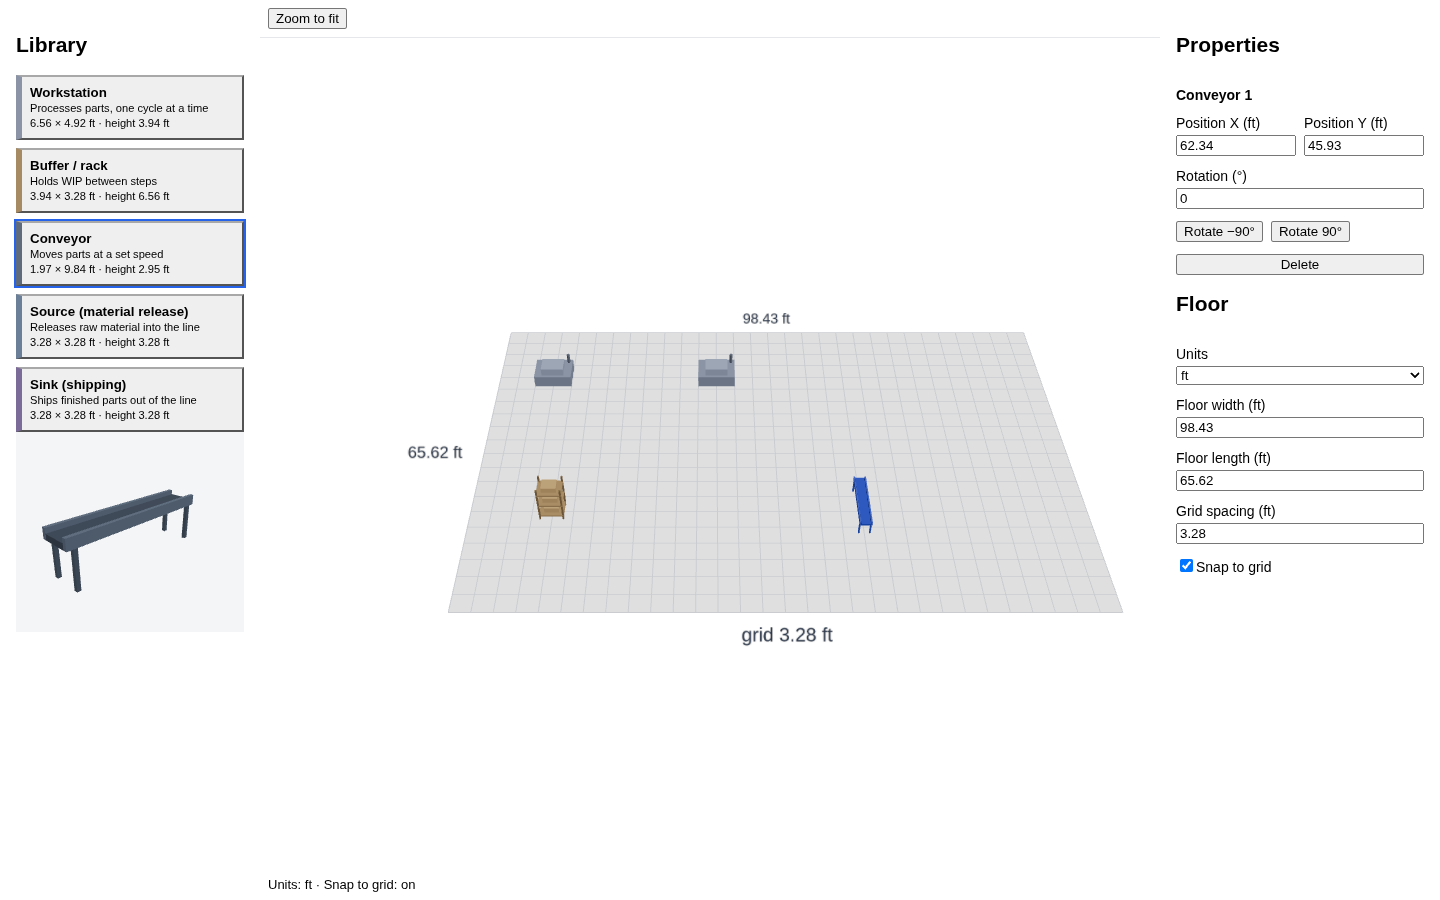 Zoom to fit
Library
Workstation
Processes parts, one cycle at a time
6.56 × 4.92 ft · height 3.94 ft
Buffer / rack
Holds WIP between steps
3.94 × 3.28 ft · height 6.56 ft
Conveyor
Moves parts at a set speed
1.97 × 9.84 ft · height 2.95 ft
Source (material release)
Releases raw material into the line
3.28 × 3.28 ft · height 3.28 ft
Sink (shipping)
Ships finished parts out of the line
3.28 × 3.28 ft · height 3.28 ft
98.43 ft
65.62 ft
grid 3.28 ft
Units: ft · Snap to grid: on
Properties
Conveyor 1
Position X (ft) Position Y (ft)
62.34 45.93
Rotation (°)
0
Rotate −90° Rotate 90°
Delete
Floor
Units
ft
Floor width (ft)
98.43
Floor length (ft)
65.62
Grid spacing (ft)
3.28
Snap to grid